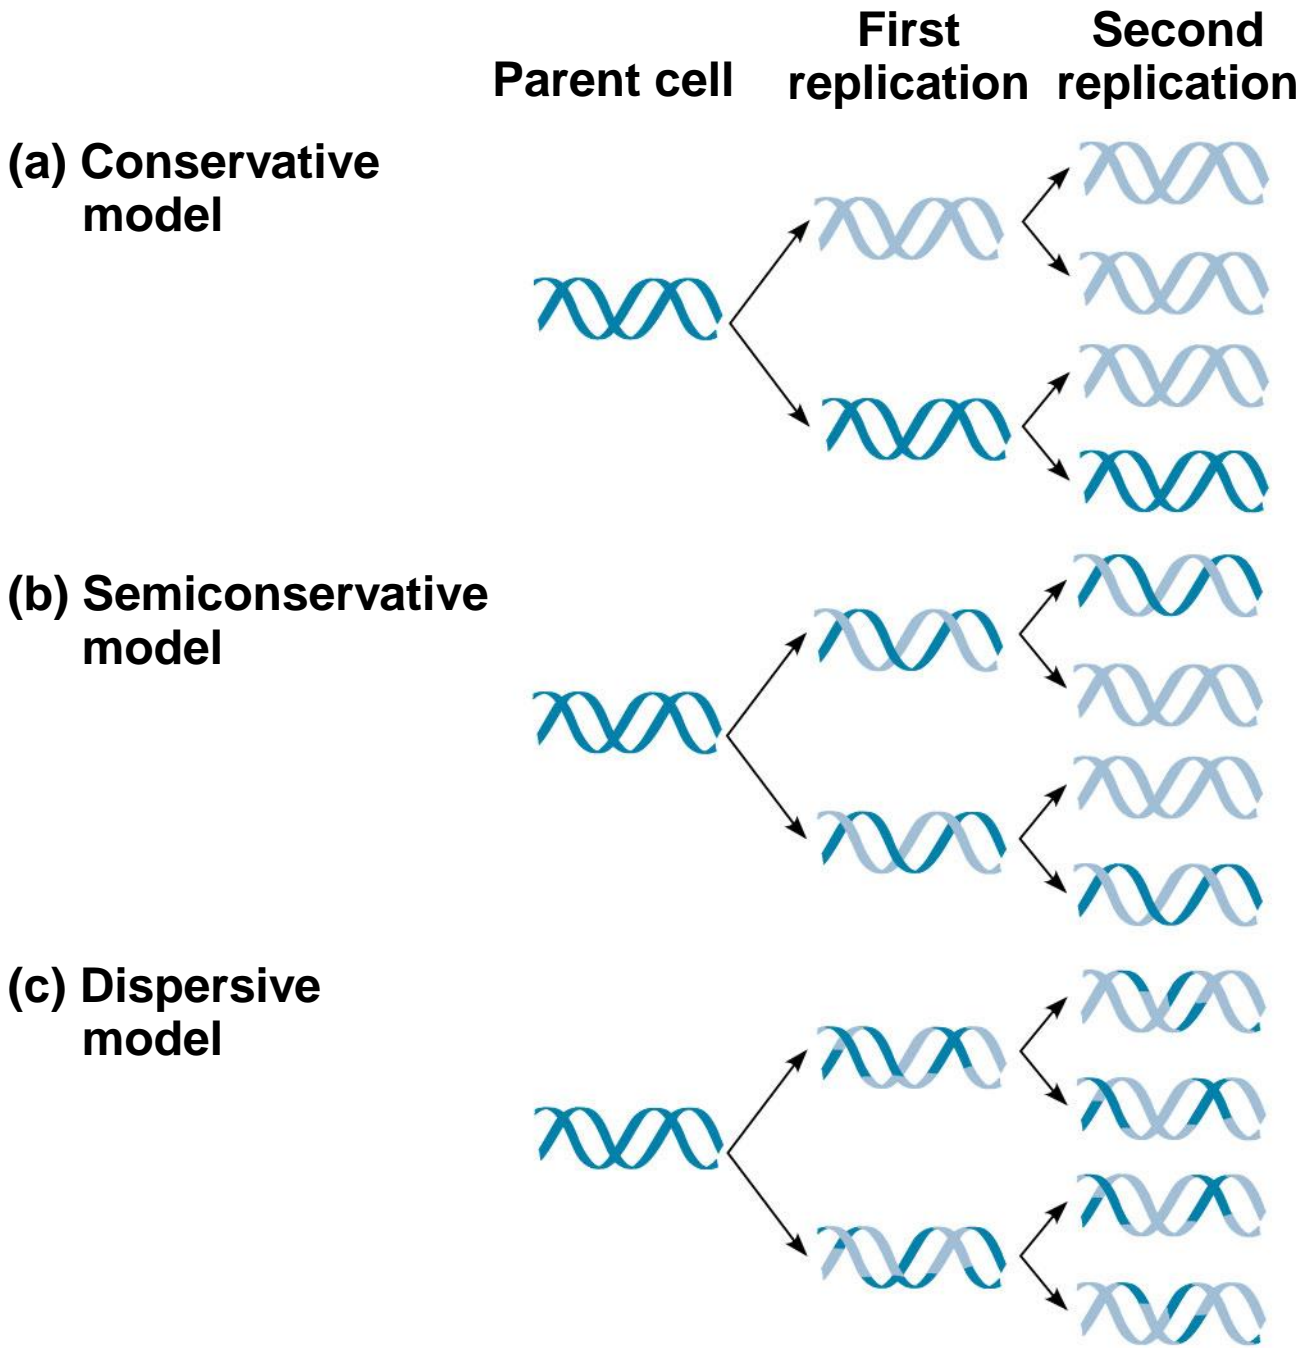 First
replication
Second
replication
Parent cell
(a) Conservative
model
(b) Semiconservative
model
(c) Dispersive
model